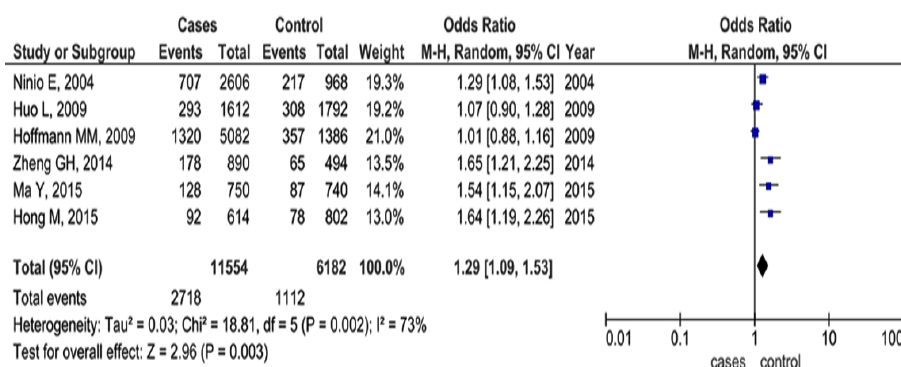 Cases Control Odds Ratio Odds Ratio
Study or Subgroup Events Total Events Total Weight M-H, Random, 95% CI Year M-H, Random, 95% CI
Ninio E, 2004 707 2606 217 968 19.3% 1.29 [1.08, 1.53] 2004
Huo L, 2009 293 1612 308 1792 19.2% 1.07 [0.90, 1.28] 2009
Hoffmann MM, 2009 1320 5082 357 1386 21.0% 1.01 [0.88, 1.16] 2009
Zheng GH, 2014 178 890 65 494 13.5% 1.65 [1.21, 2.25] 2014
Ma Y, 2015 128 750 87 740 14.1% 1.54 [1.15, 2.07] 2015
Hong M, 2015 92 614 78 802 13.0% 1.64 [1.19, 2.26] 2015
Total (95% CI) 11554 6182 100.0% 1.29 [1.09, 1.53]
Total events 2718 1112
Heterogeneity: Tau² = 0.03; Chi² = 18.81, df = 5 (P = 0.002); I² = 73%
Test for overall effect: Z = 2.96 (P = 0.003)
0.01 0.1 1 10 100
cases control